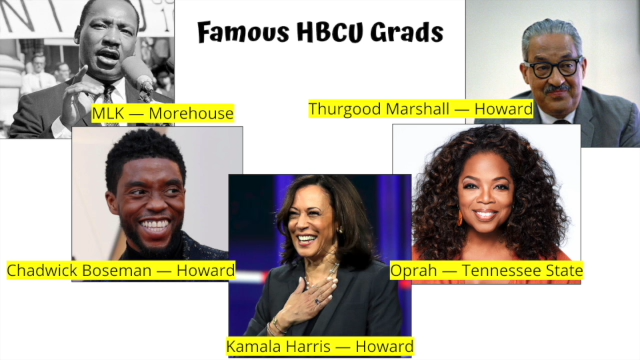 Famous HBCU Grads
MLK — Morehouse
Thurgood Marshall — Howard
Chadwick Boseman — Howard
Oprah — Tennessee State
Kamala Harris — Howard